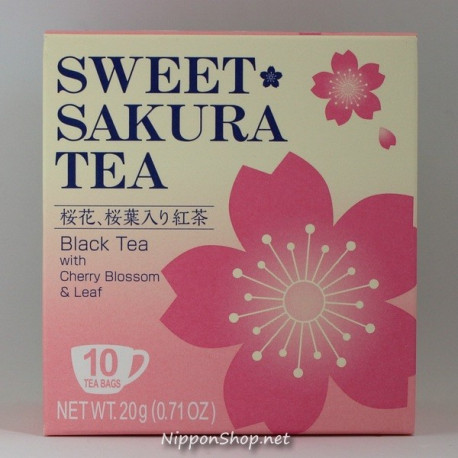 SWEET
SAKURA
TEA
桜花、桜葉入り紅茶
Black Tea
with
Cherry Blossom
& Leaf
10
TEA BAGS
NET WT. 20g (0.71 OZ)
NipponShop.net